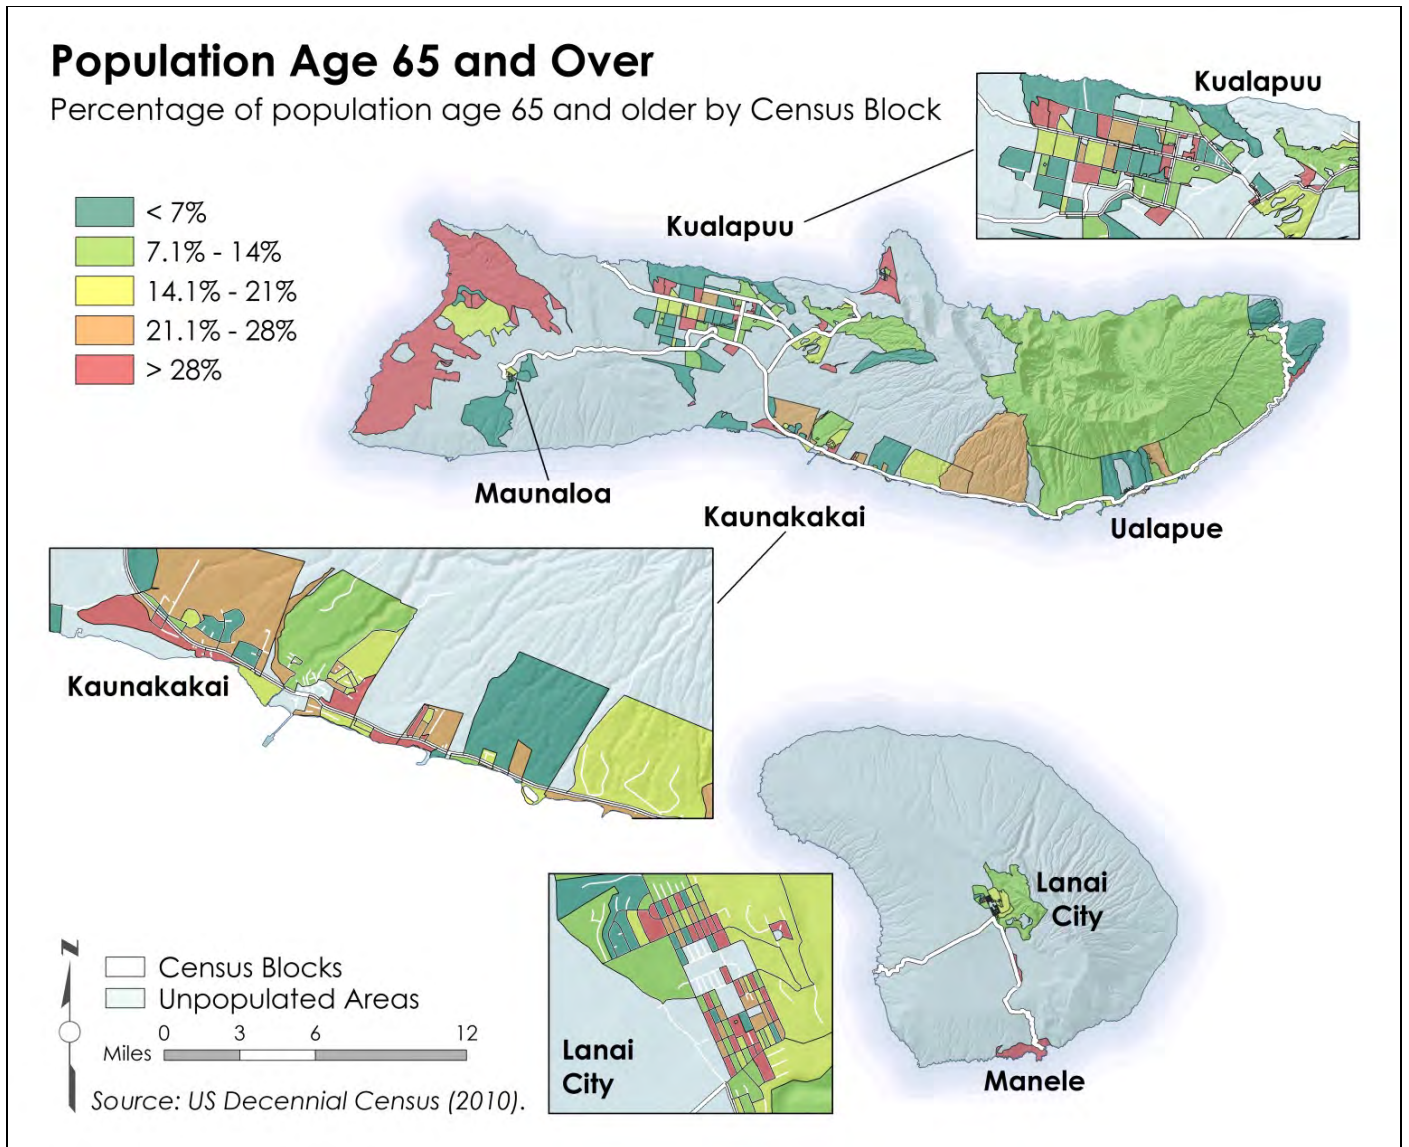 Population Age 65 and Over
Percentage of population age 65 and older by Census Block
Kualapuu
< 7%
7.1% - 14%
14.1% - 21%
21.1% - 28%
> 28%
Kualapuu
Maunaloa
Kaunakakai
Ualapue
Kaunakakai
Lanai
City
Manele
Lanai
City
N
Census Blocks
Unpopulated Areas
0 3 6 12
Miles
Source: US Decennial Census (2010).